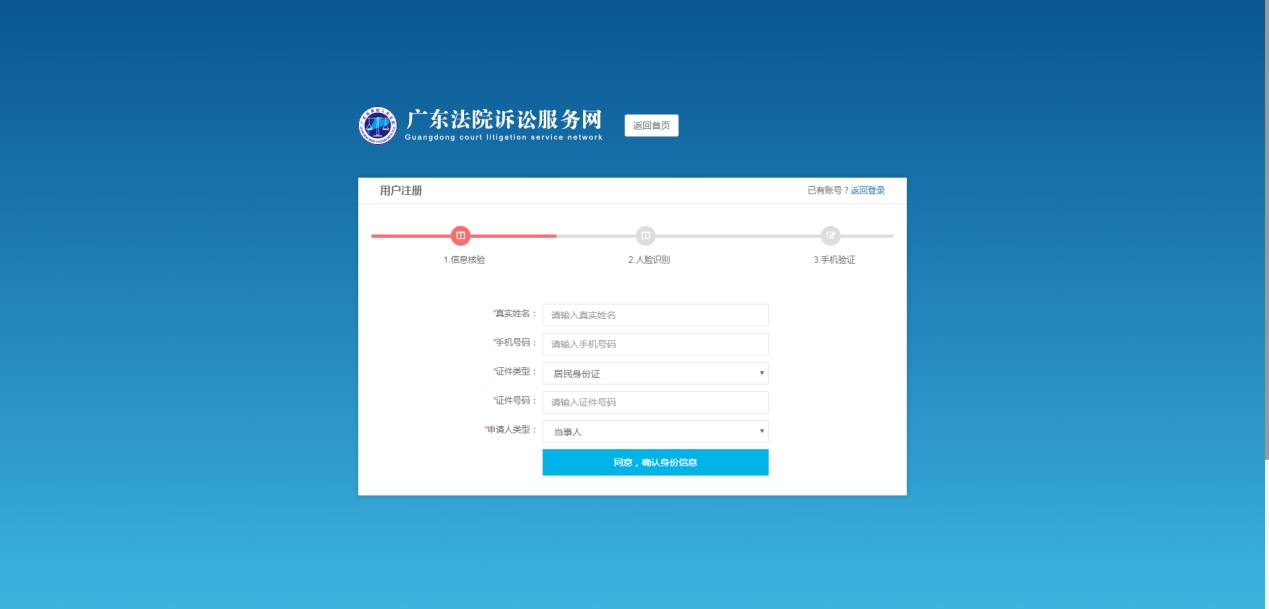 广东法院诉讼服务网
Guangdong court litigation service network
返回首页
用户注册
已有账号？返回登录
1.信息核验
2.人脸识别
3.手机验证
*真实姓名： 请输入真实姓名
*手机号码： 请输入手机号码
*证件类型： 居民身份证
*证件号码： 请输入证件号码
*申请人类型： 当事人
同意，确认身份信息